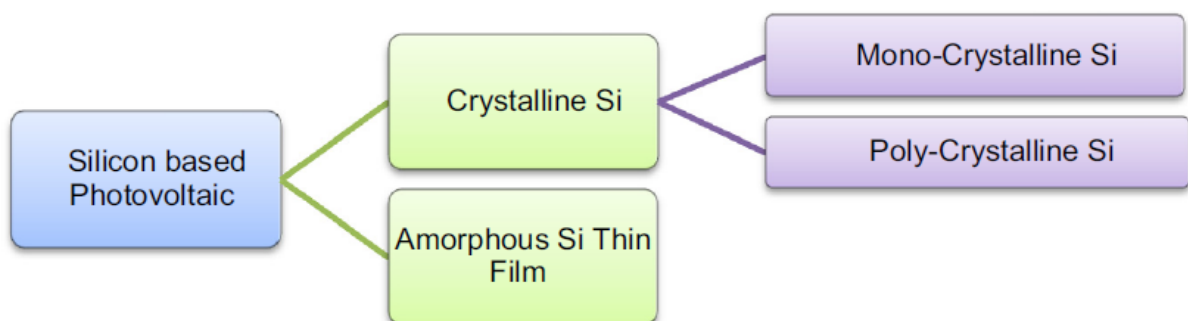 Silicon based
Photovoltaic
Crystalline Si
Amorphous Si Thin
Film
Mono-Crystalline Si
Poly-Crystalline Si